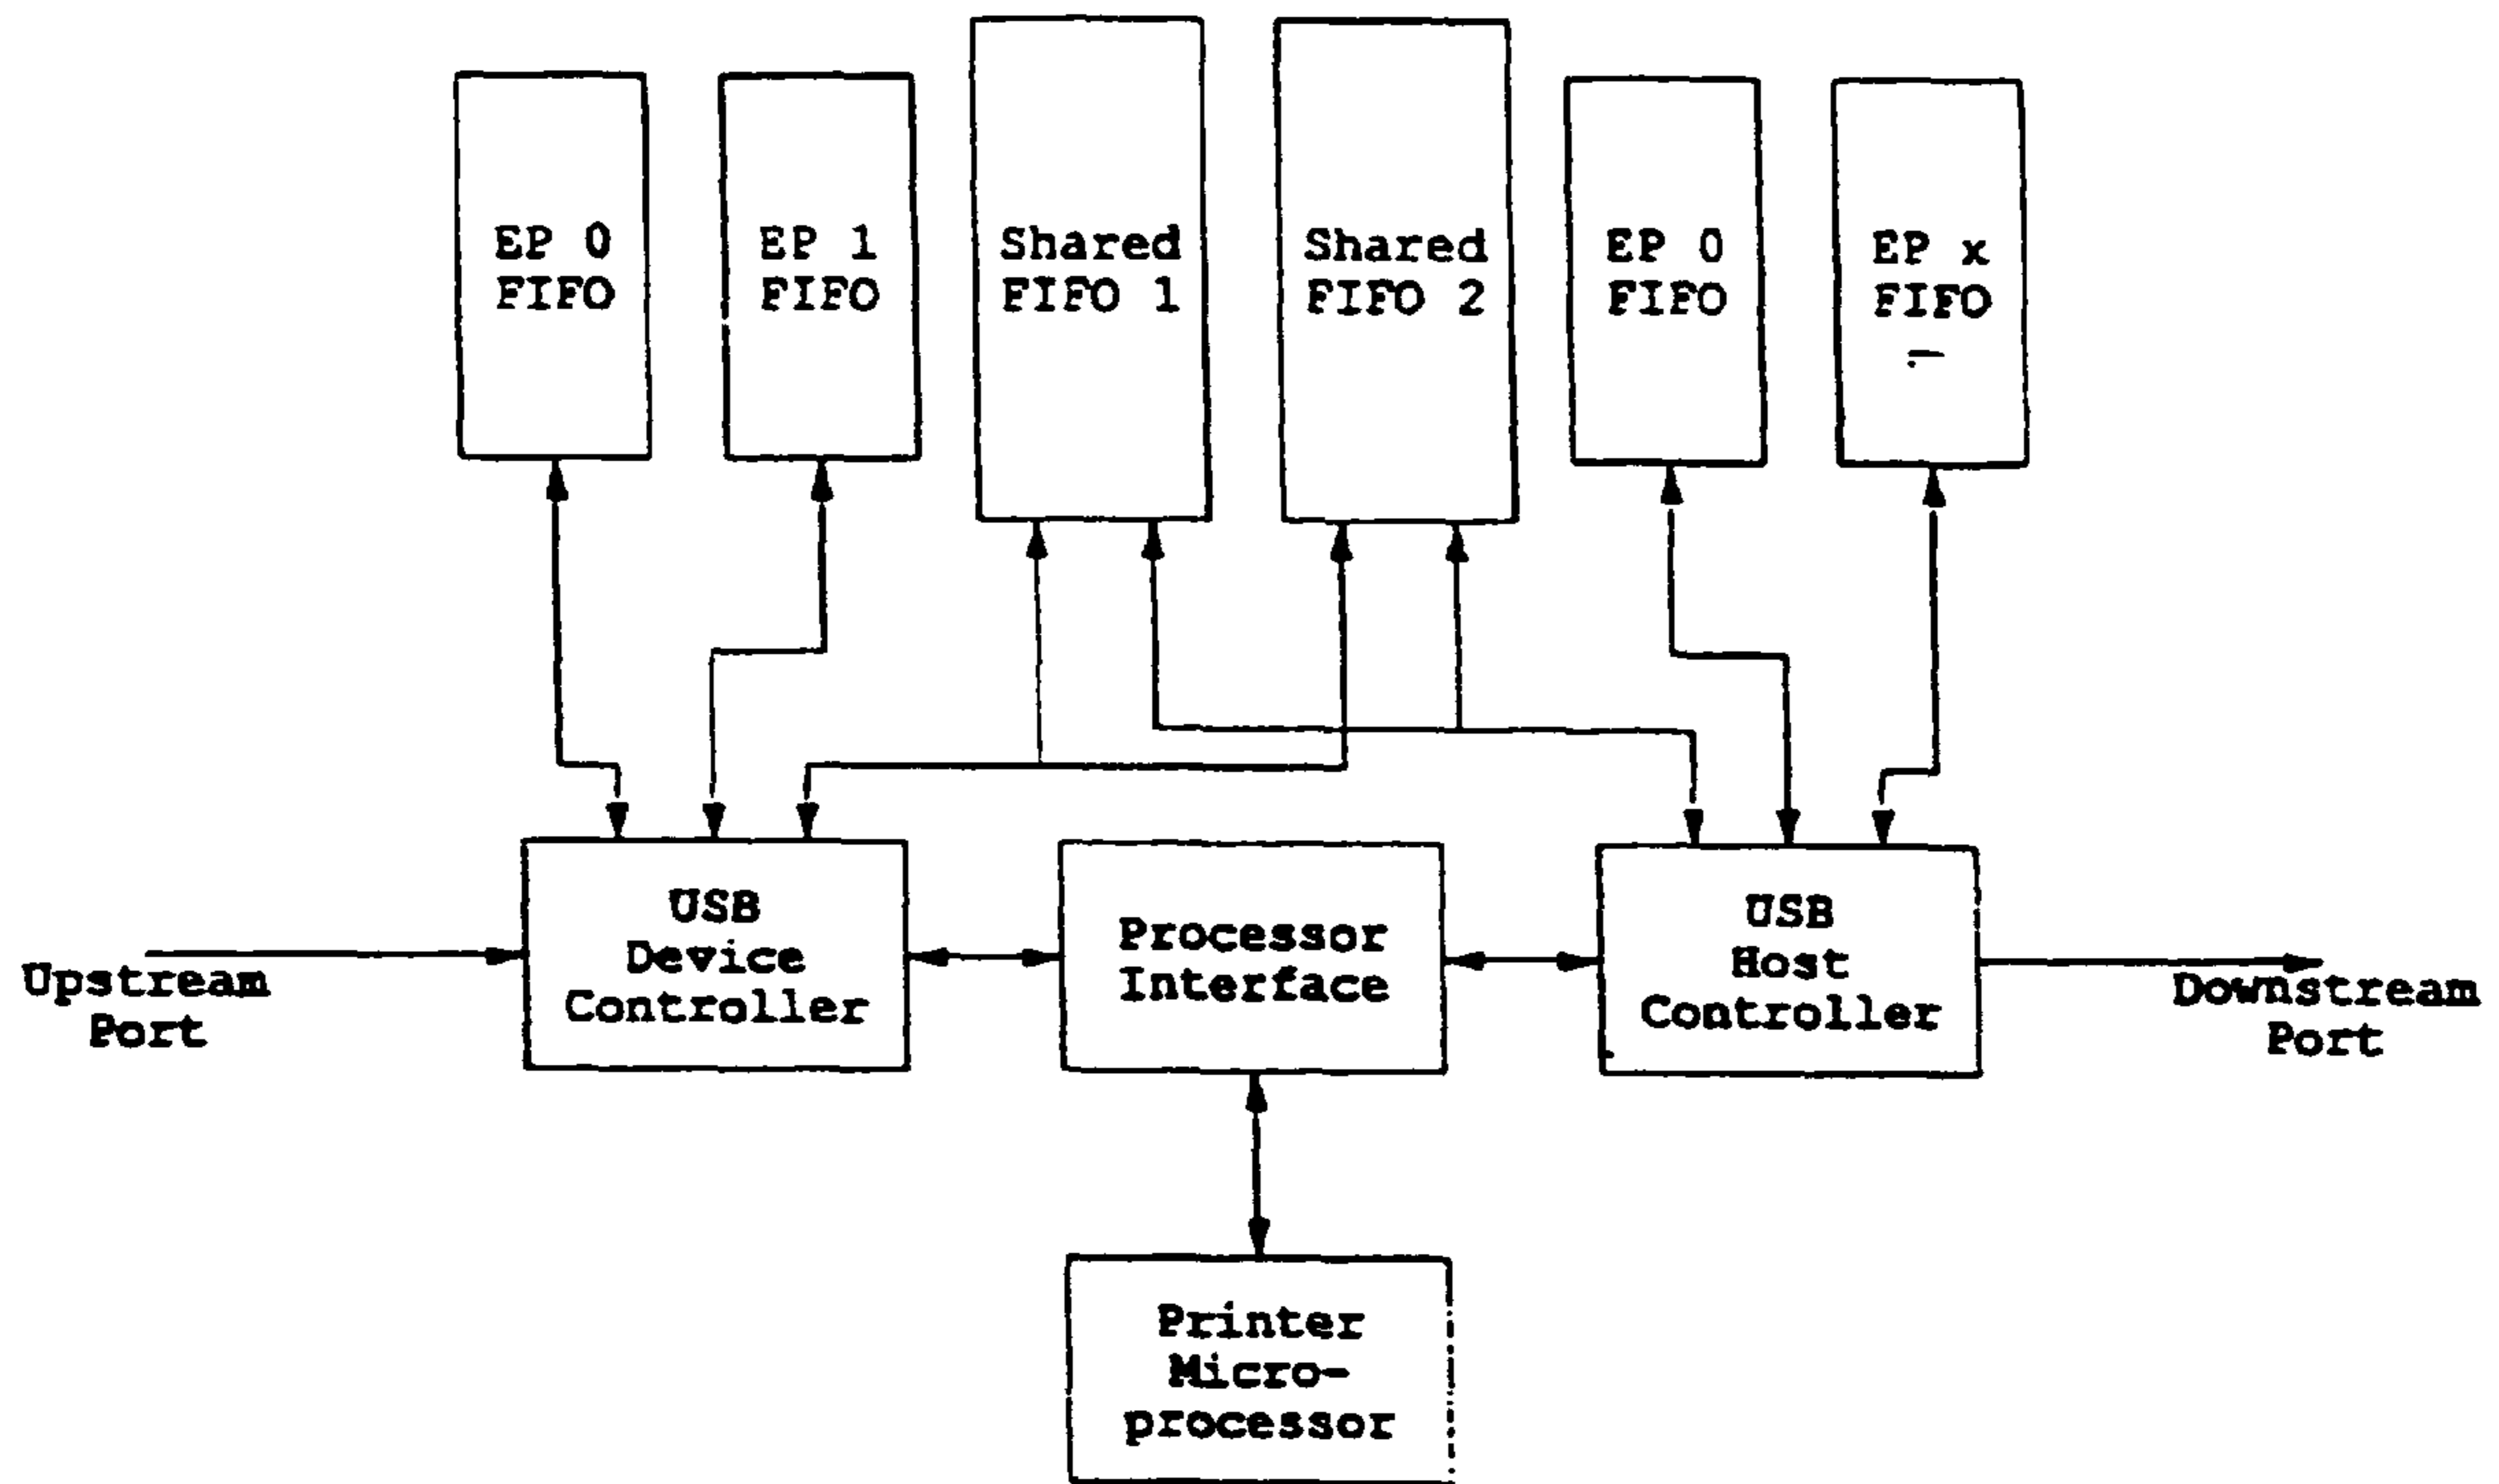 EP 0
FIFO
EP 1
FIFO
Shared
FIFO 1
Shared
FIFO 2
EP 0
FIFO
EP x
FIFO
USB
Device
Controller
Processor
Interface
USB
Host
Controller
Upstream
Port
Downstream
Port
Printer
Micro-
processor